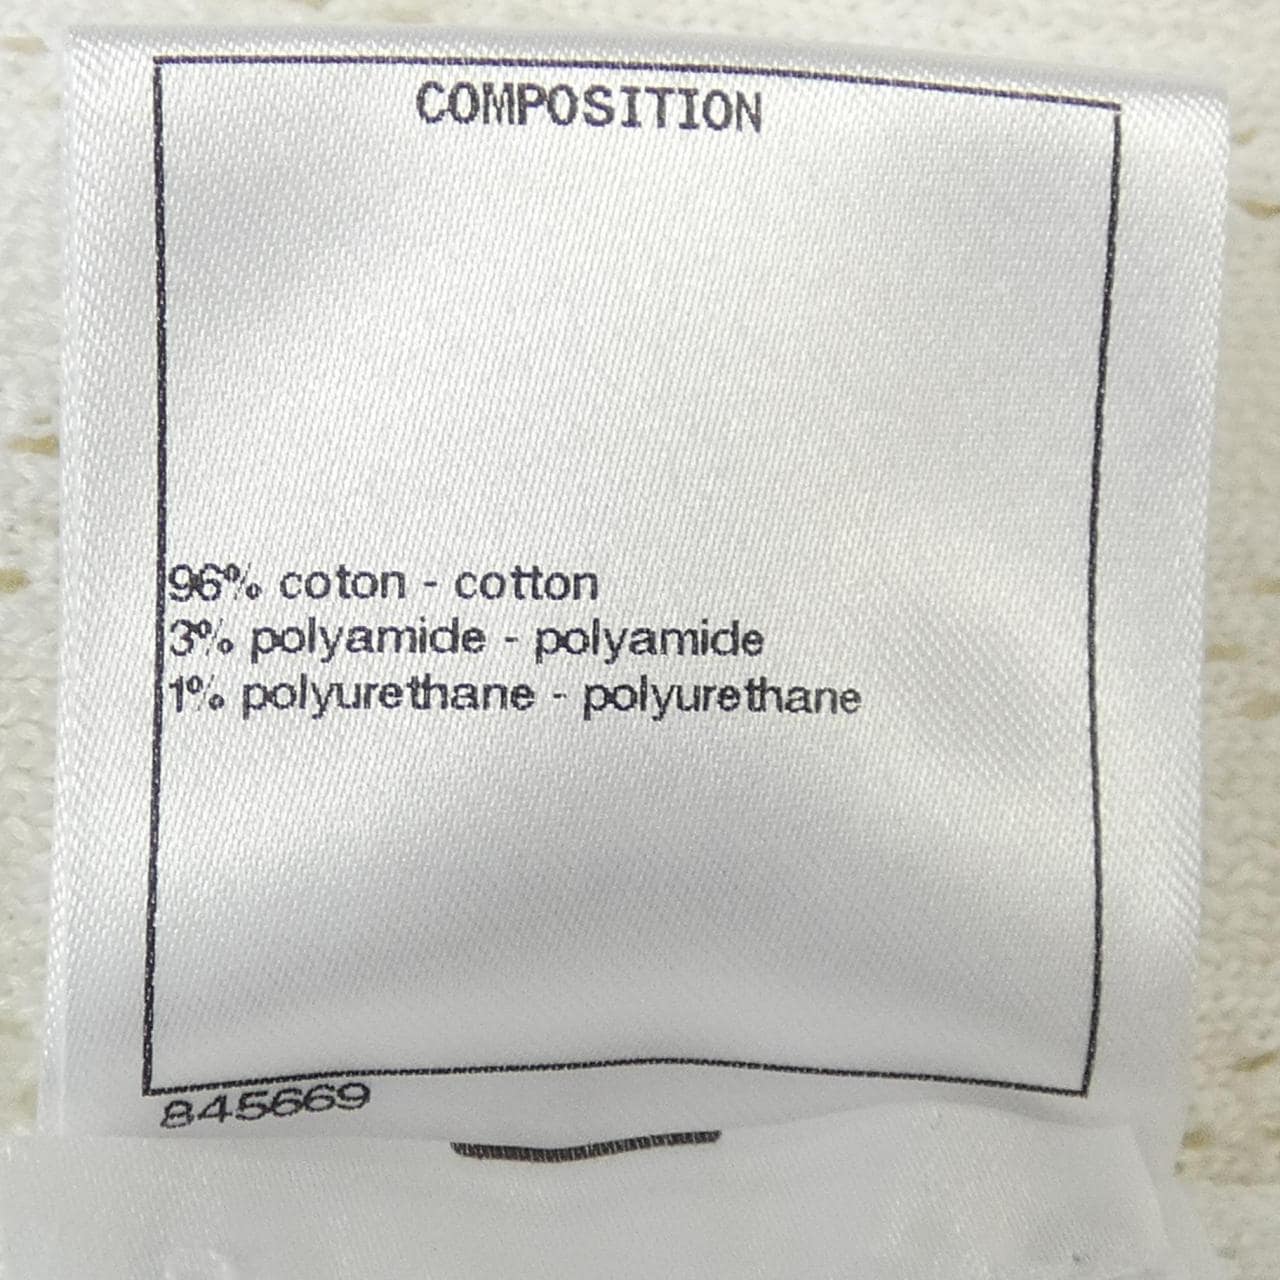 COMPOSITION
96% coton - cotton
3% polyamide - polyamide
1% polyurethane - polyurethane
845669